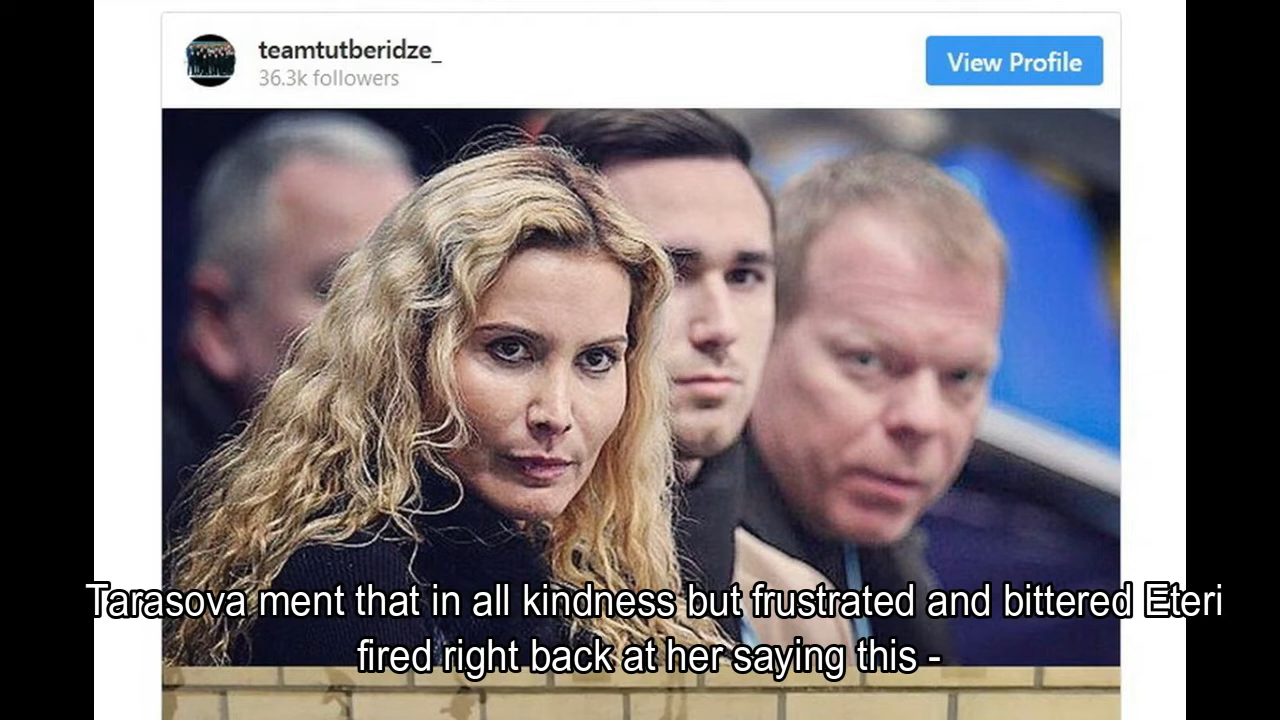 teamtutberidze_
36.3k followers
View Profile
Tarasova ment that in all kindness but frustrated and bittered Eteri
fired right back at her saying this -